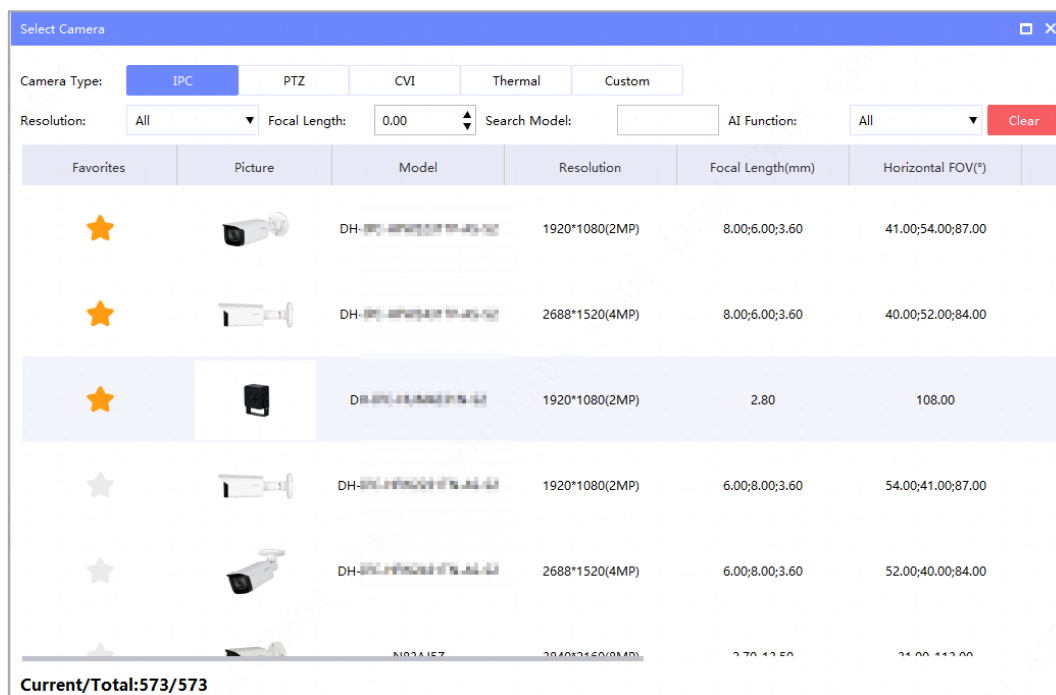 Select Camera
Camera Type: IPC PTZ CVI Thermal Custom
Resolution: All Focal Length: 0.00 Search Model: AI Function: All Clear
Favorites Picture Model Resolution Focal Length(mm) Horizontal FOV(°)
DH- 1920*1080(2MP) 8.00;6.00;3.60 41.00;54.00;87.00
DH- 2688*1520(4MP) 8.00;6.00;3.60 40.00;52.00;84.00
1920*1080(2MP) 2.80 108.00
DH- 1920*1080(2MP) 6.00;8.00;3.60 54.00;41.00;87.00
DH- 2688*1520(4MP) 6.00;8.00;3.60 52.00;40.00;84.00
Current/Total:573/573